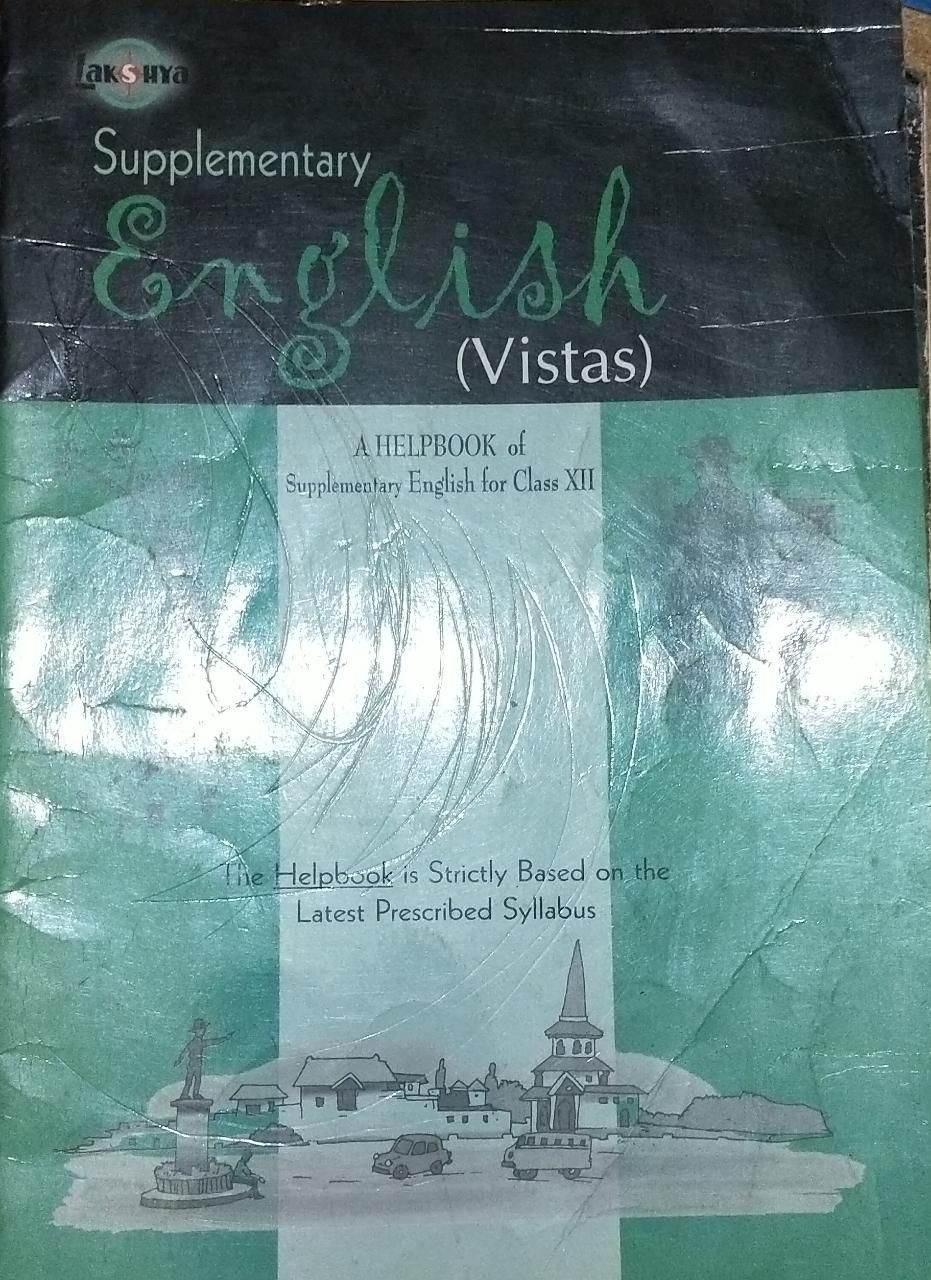 LAKSHYA
Supplementary
English
(Vistas)
A HELPBOOK of
Supplementary English for Class XII
The Helpbook is Strictly Based on the
Latest Prescribed Syllabus